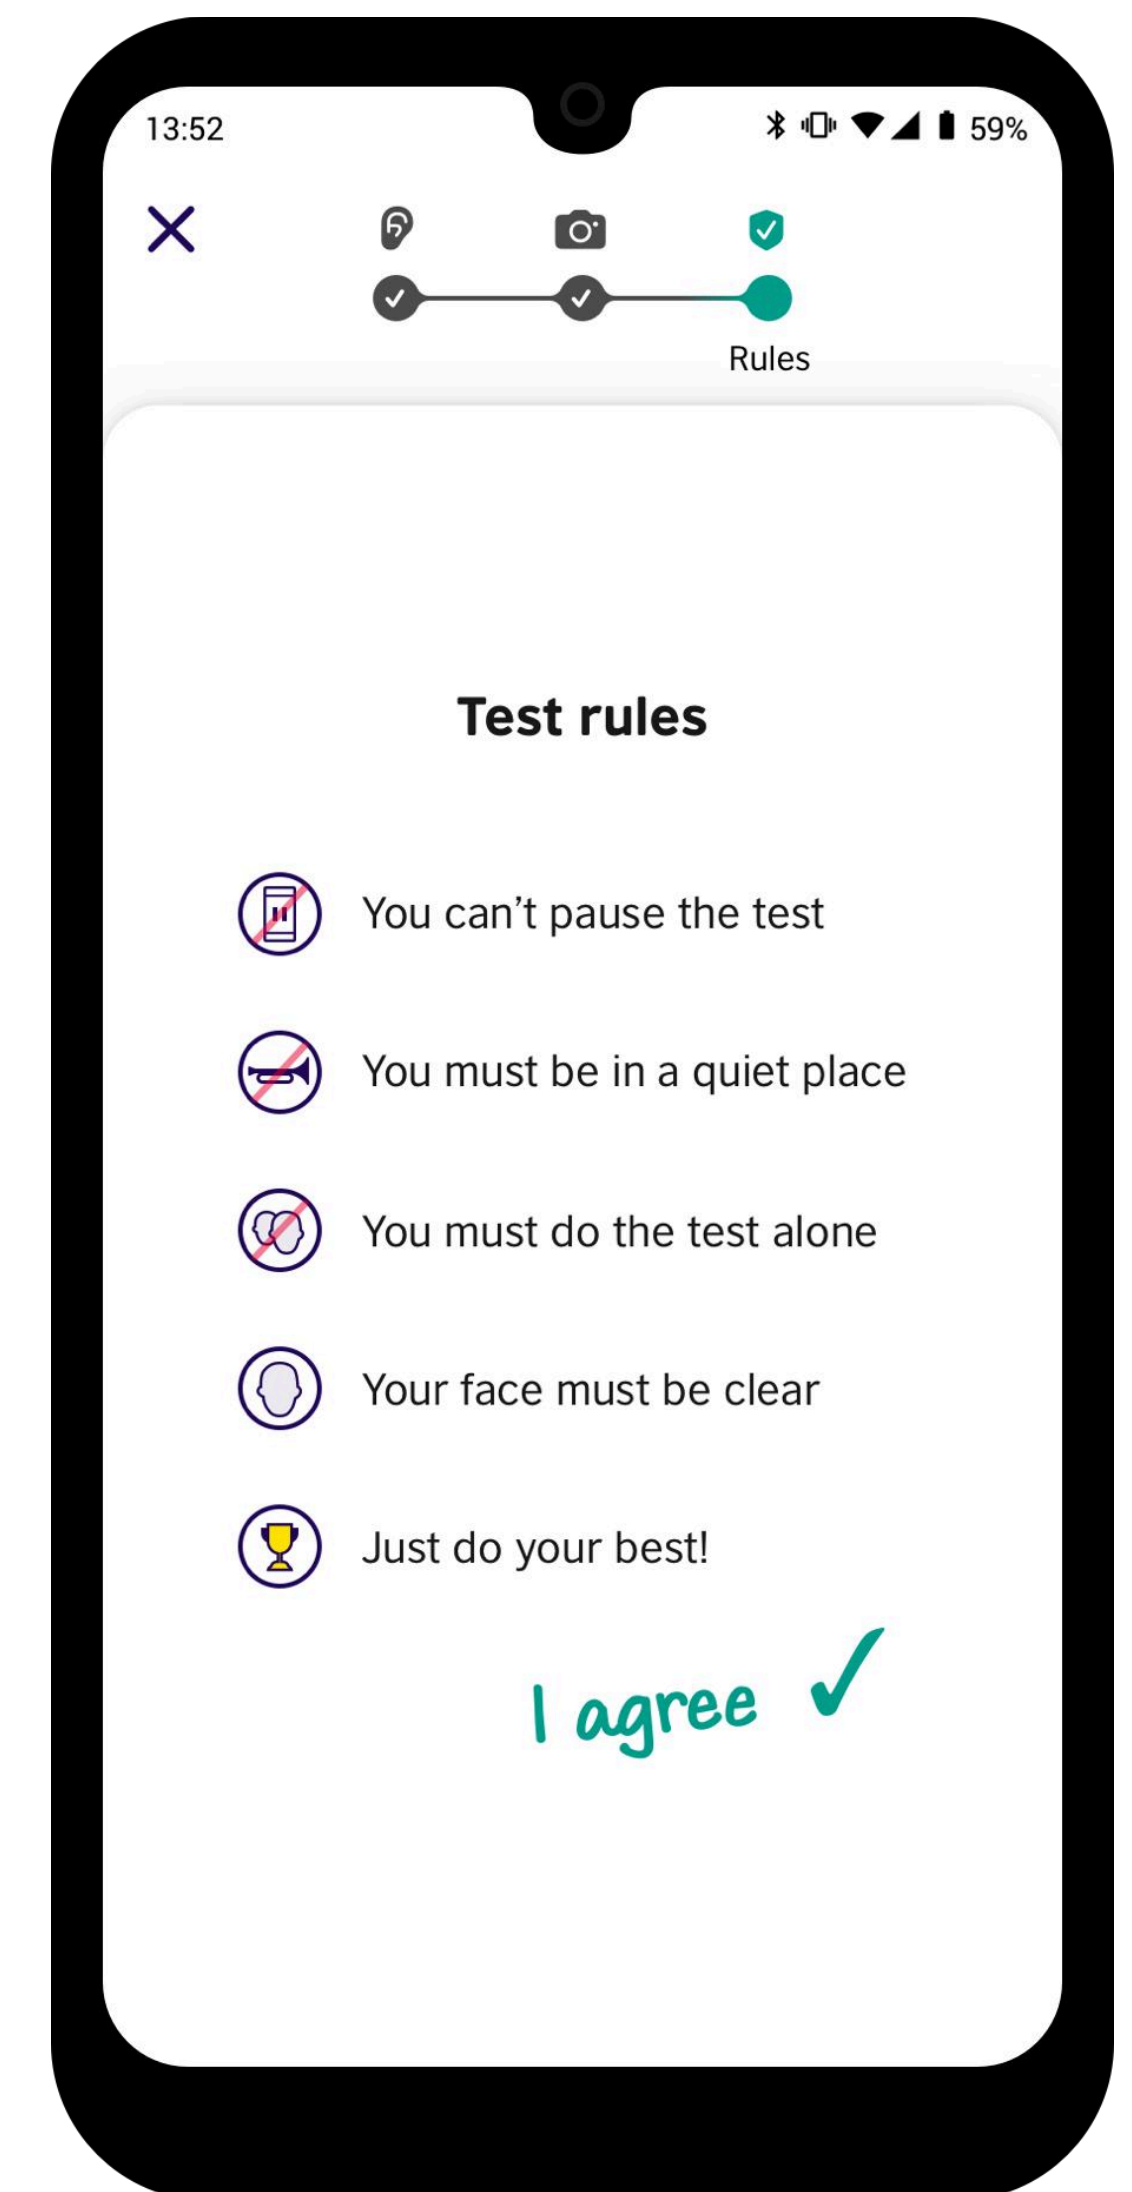 13:52
59%
Rules
Test rules
You can’t pause the test
You must be in a quiet place
You must do the test alone
Your face must be clear
Just do your best!
I agree